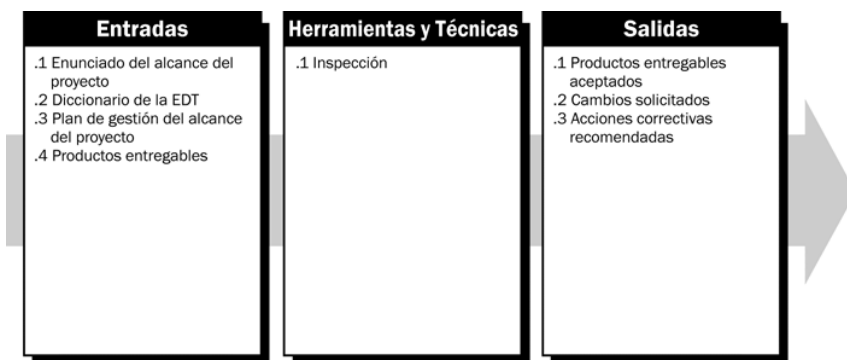 Entradas
.1 Enunciado del alcance del
proyecto
.2 Diccionario de la EDT
.3 Plan de gestión del alcance
del proyecto
.4 Productos entregables
Herramientas y Técnicas
.1 Inspección
Salidas
.1 Productos entregables
aceptados
.2 Cambios solicitados
.3 Acciones correctivas
recomendadas